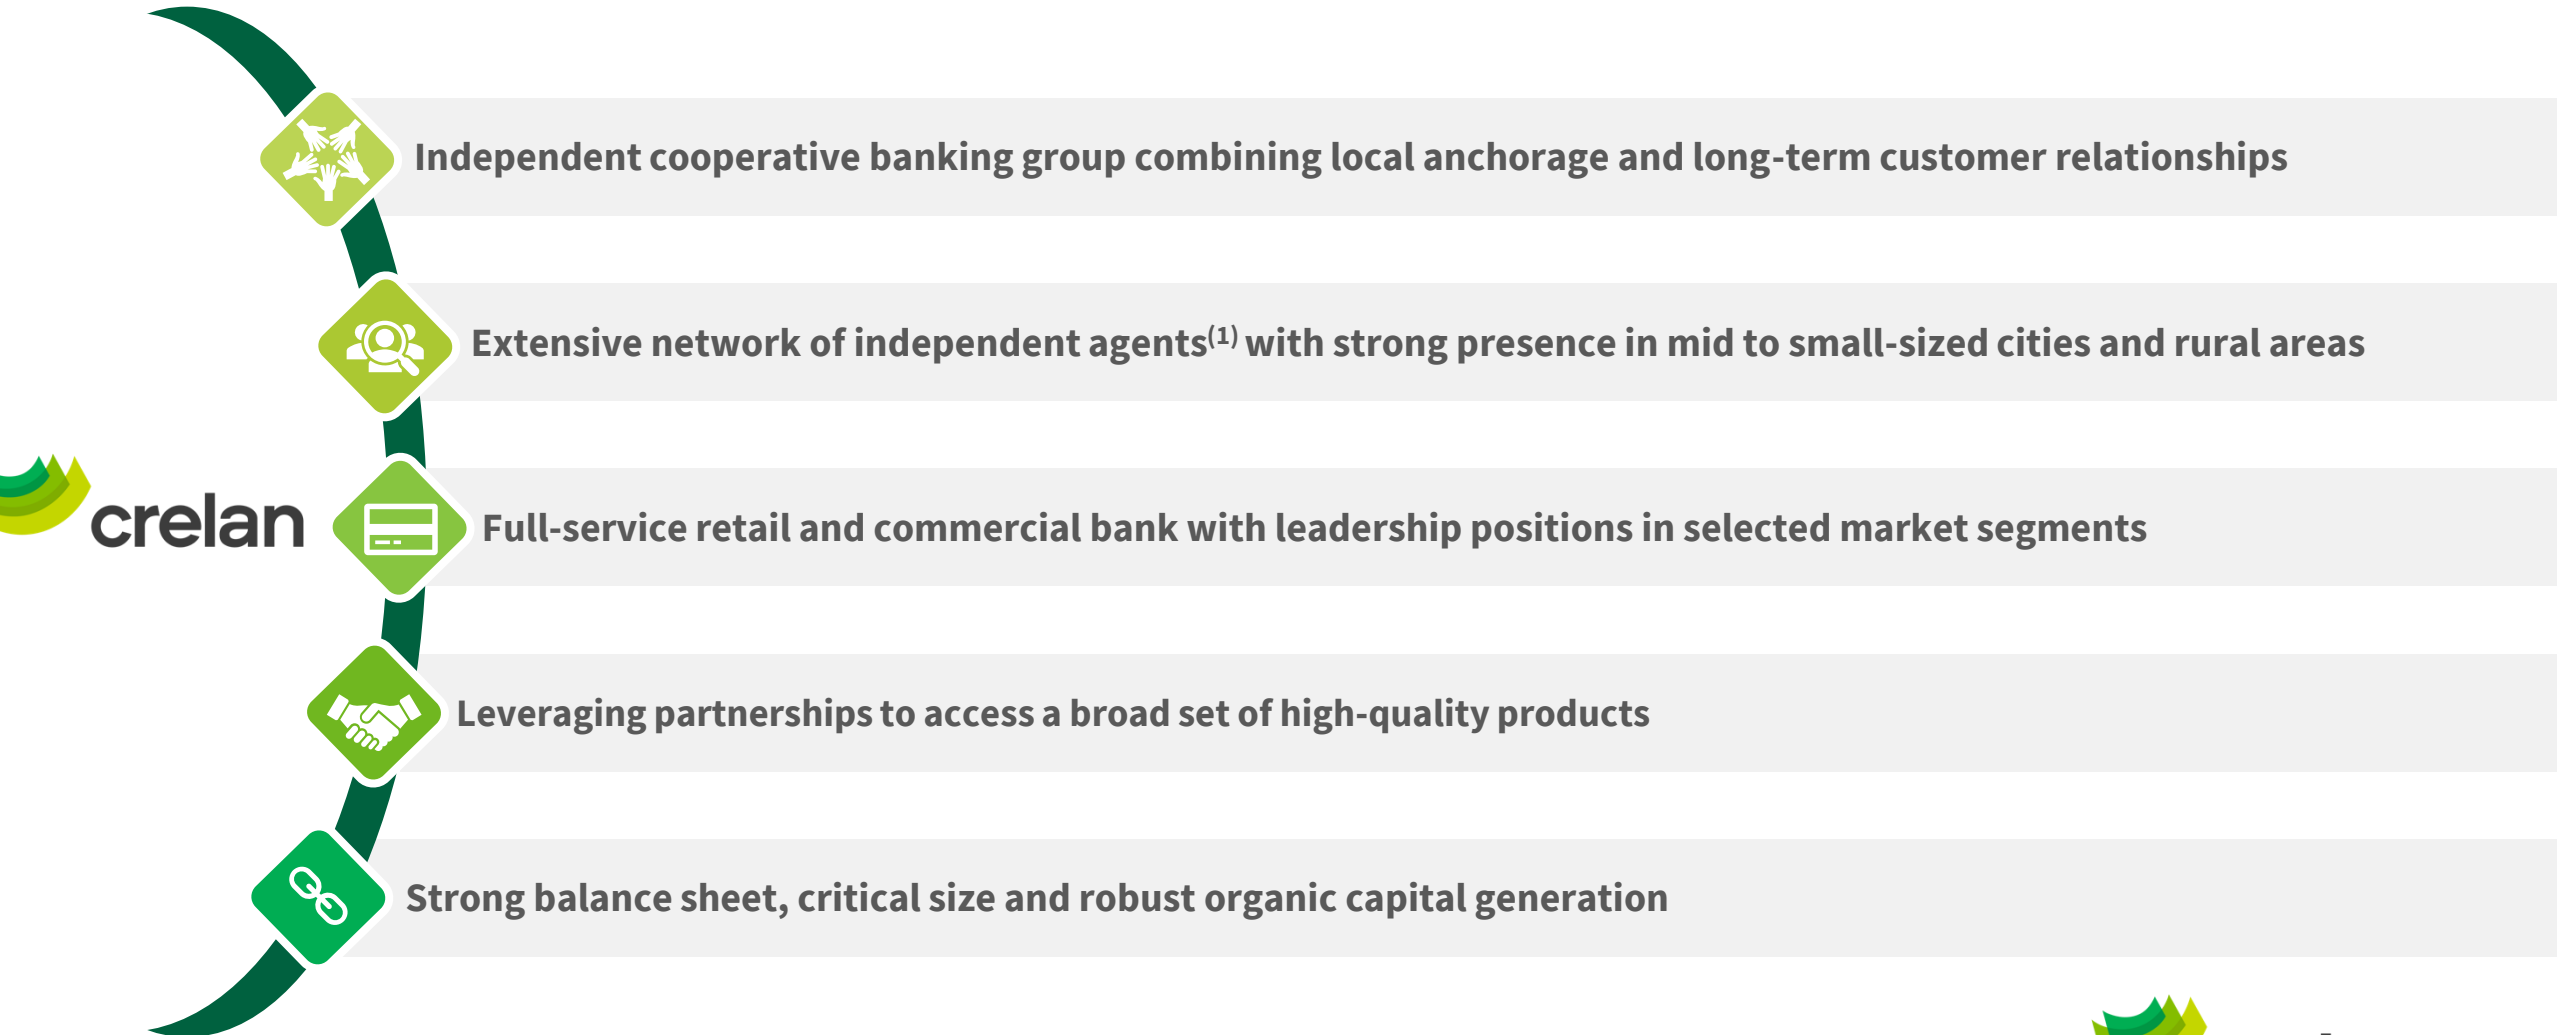 Independent cooperative banking group combining local anchorage and long-term customer relationships
Extensive network of independent agents(1) with strong presence in mid to small-sized cities and rural areas
crelan
Full-service retail and commercial bank with leadership positions in selected market segments
Leveraging partnerships to access a broad set of high-quality products
Strong balance sheet, critical size and robust organic capital generation